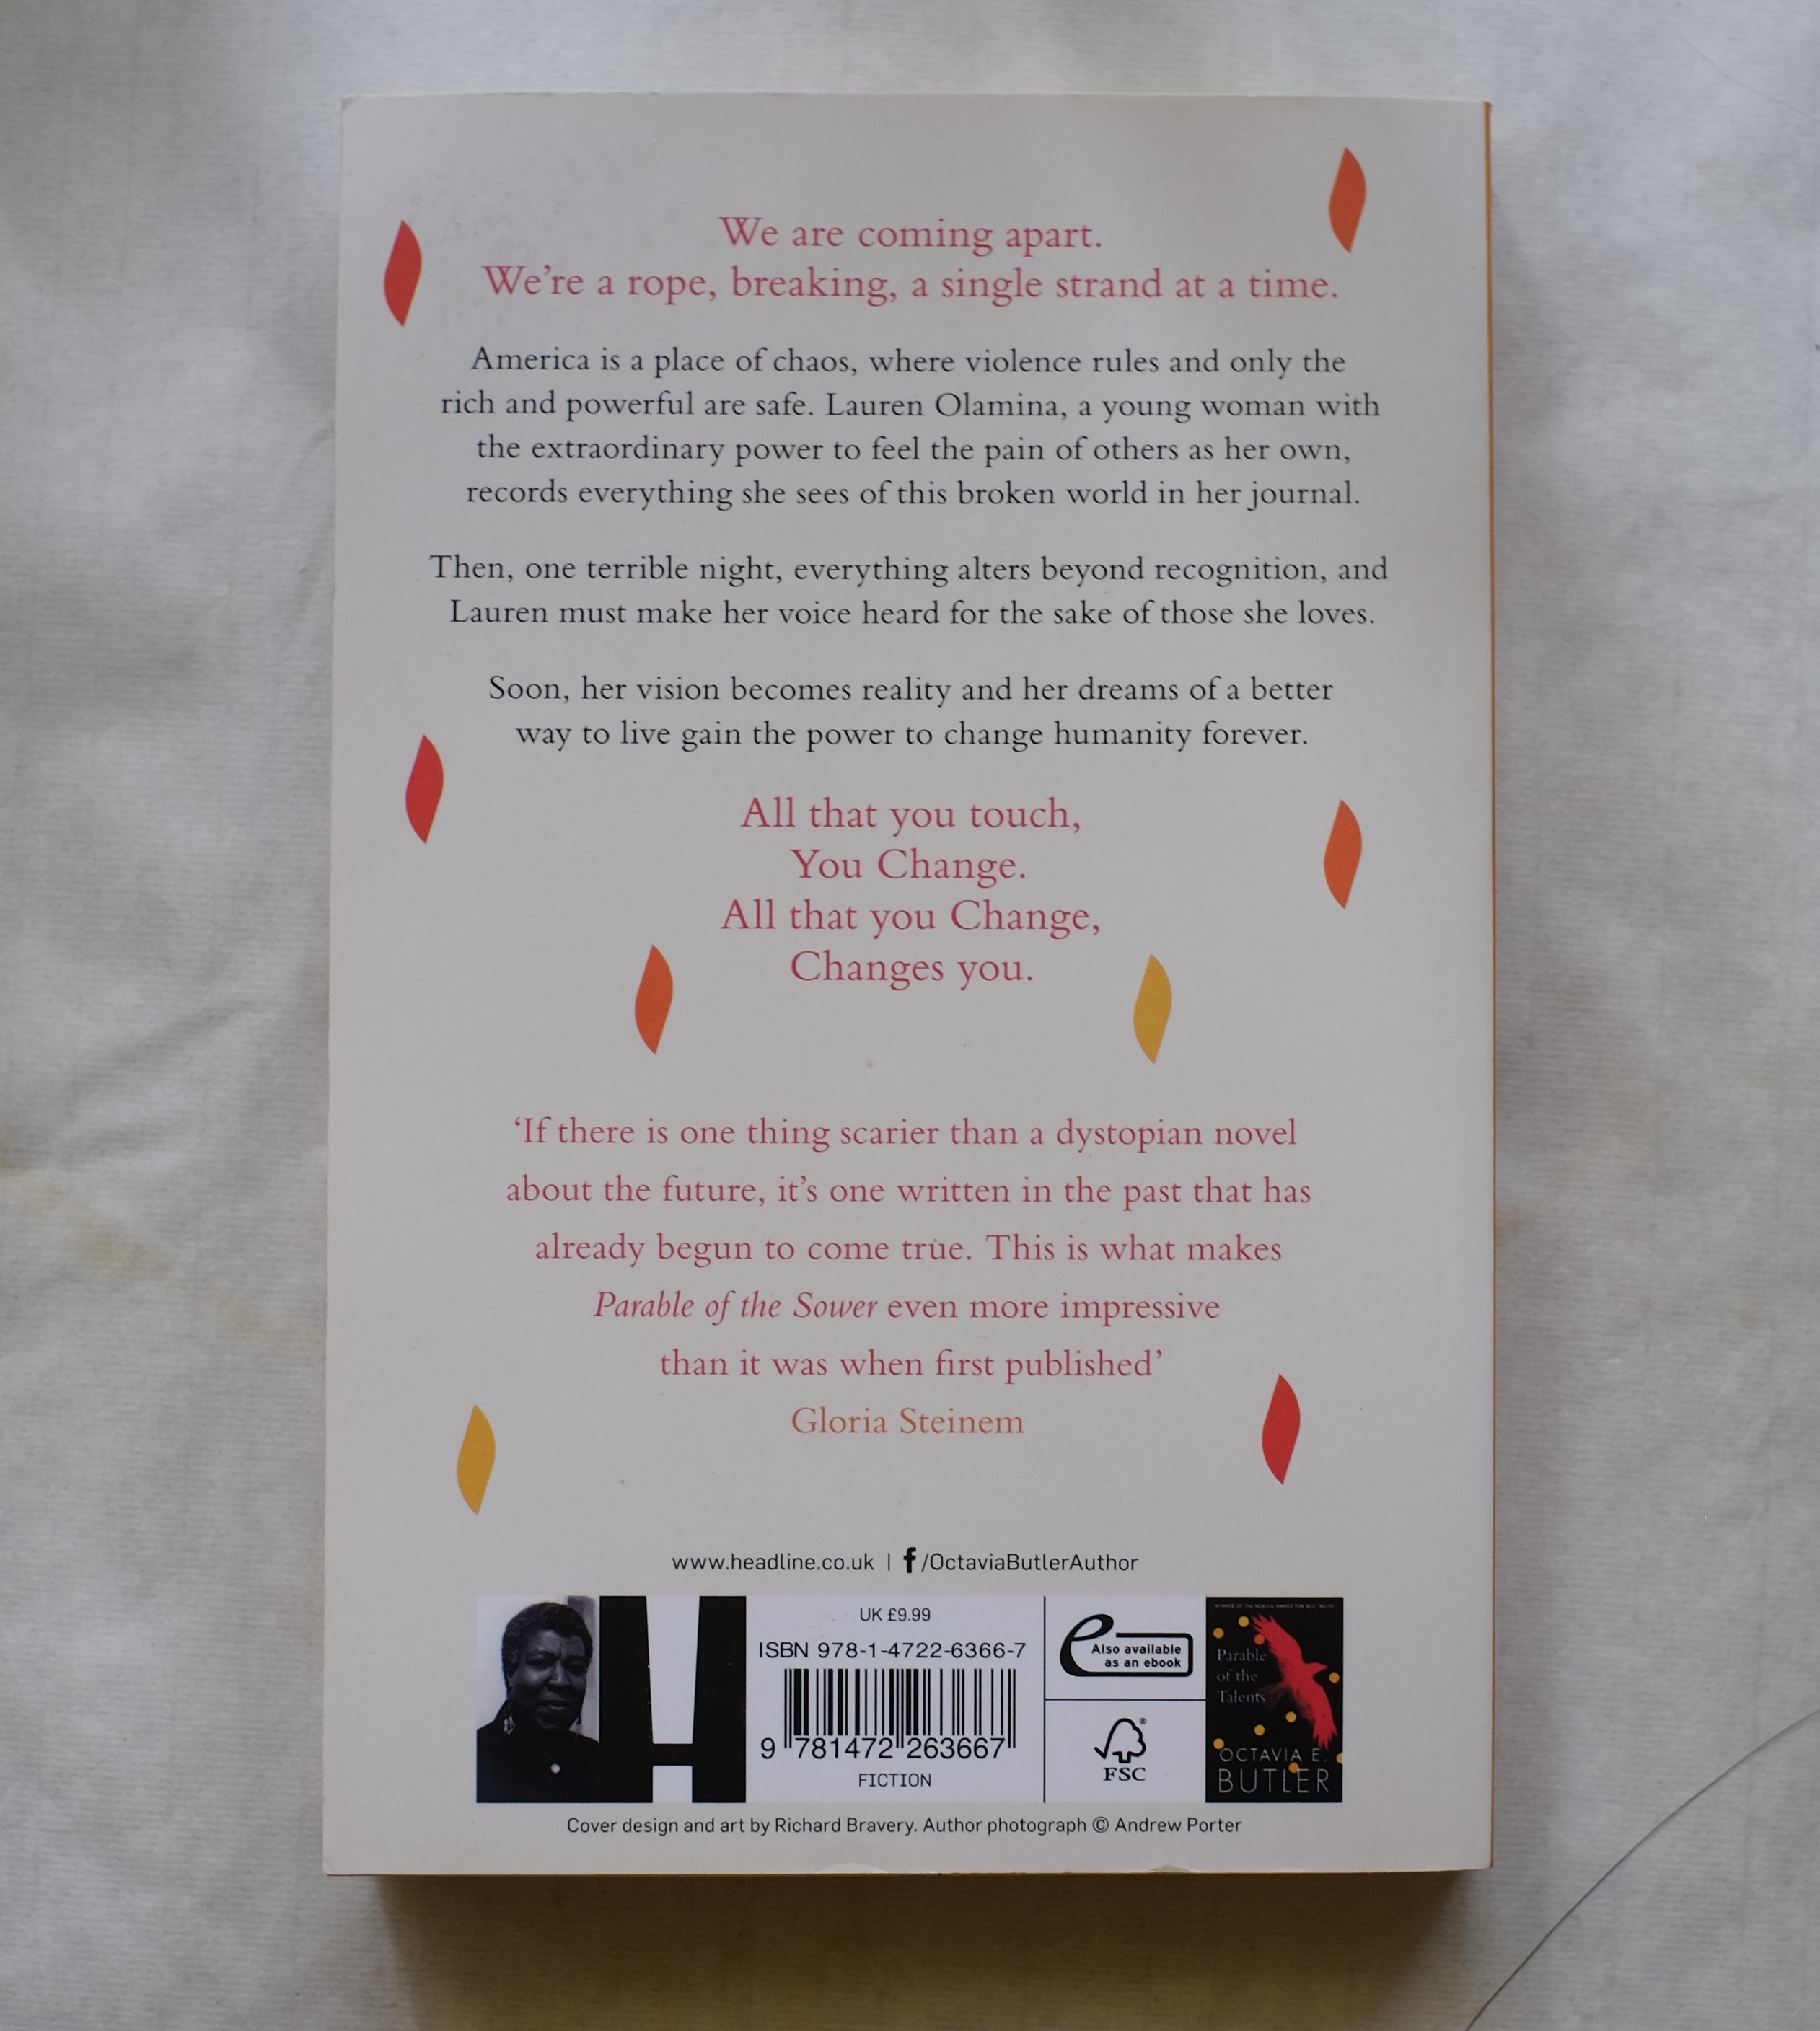 We are coming apart.
We're a rope, breaking, a single strand at a time.
America is a place of chaos, where violence rules and only the
rich and powerful are safe. Lauren Olamina, a young woman with
the extraordinary power to feel the pain of others as her own,
records everything she sees of this broken world in her journal.
Then, one terrible night, everything alters beyond recognition, and
Lauren must make her voice heard for the sake of those she loves.
Soon, her vision becomes reality and her dreams of a better
way to live gain the power to change humanity forever.
All that you touch,
You Change.
All that you Change,
Changes you.
‘If there is one thing scarier than a dystopian novel
about the future, it’s one written in the past that has
already begun to come true. This is what makes
Parable of the Sower even more impressive
than it was when first published’
Gloria Steinem
www.headline.co.uk | f/OctaviaButlerAuthor
H
UK £9.99
ISBN 978-1-4722-6366-7
9 781472 263667
FICTION
e
Also available
as an ebook
FSC®
WINNER OF THE NEBULA AWARD FOR BEST NOVEL
Parable
of the
Talents
OCTAVIA E.
BUTLER
Cover design and art by Richard Bravery. Author photograph © Andrew Porter